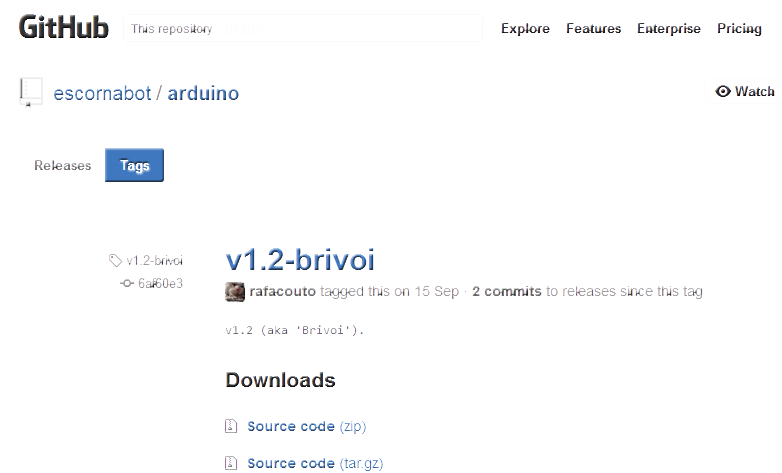 GitHub This repository Explore Features Enterprise Pricing
escornabot / arduino Watch
Releases Tags
v1.2-brivoi v1.2-brivoi
6af60e3 rafacouto tagged this on 15 Sep · 2 commits to releases since this tag
v1.2 (aka 'Brivoi').
Downloads
Source code (zip)
Source code (tar.gz)